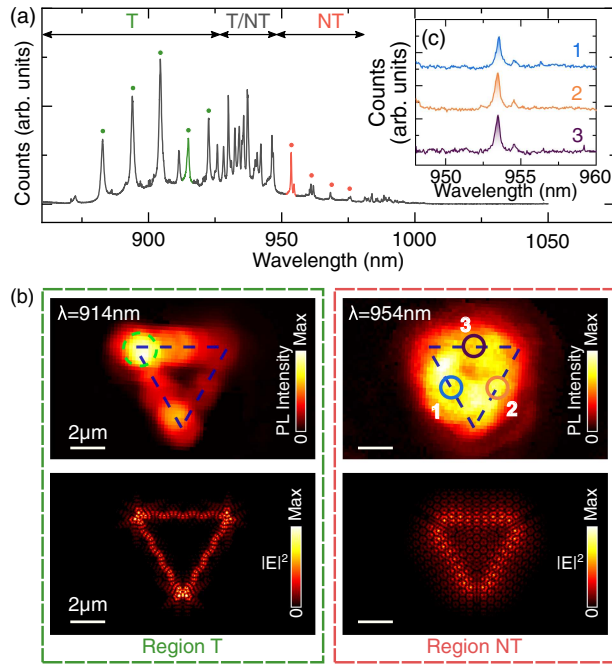 (a)
T
T/NT
NT
(c)
Counts (arb. units)
Counts
(arb. units)
1
2
3
950
955
960
Wavelength (nm)
900
950
1000
1050
Wavelength (nm)
(b)
λ=914nm
2μm
PL Intensity
0
Max
λ=954nm
3
1
2
PL Intensity
0
Max
2μm
|E|²
0
Max
|E|²
0
Max
Region T
Region NT